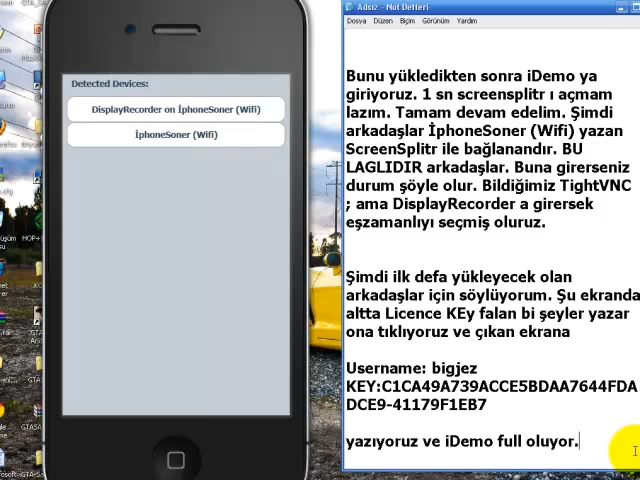 Adsız - Not Defteri
Dosya Düzen Biçim Görünüm Yardım
Detected Devices:
DisplayRecorder on İphoneSoner (Wifi)
İphoneSoner (Wifi)
Bunu yükledikten sonra iDemo ya
giriyoruz. 1 sn screensplitr ı açmam
lazım. Tamam devam edelim. Şimdi
arkadaşlar İphoneSoner (Wifi) yazan
ScreenSplitr ile bağlanandır. BU
LAGLIDIR arkadaşlar. Buna girerseniz
durum şöyle olur. Bildiğimiz TightVNC
; ama DisplayRecorder a girersek
eşzamanlıyı seçmiş oluruz.
Şimdi ilk defa yükleyecek olan
arkadaşlar için söylüyorum. Şu ekranda
altta Licence KEy falan bi şeyler yazar
ona tıklıyoruz ve çıkan ekrana
Username: bigjez
KEY:C1CA49A739ACCE5BDAA7644FDA
DCE9-41179F1EB7
yazıyoruz ve iDemo full oluyor.